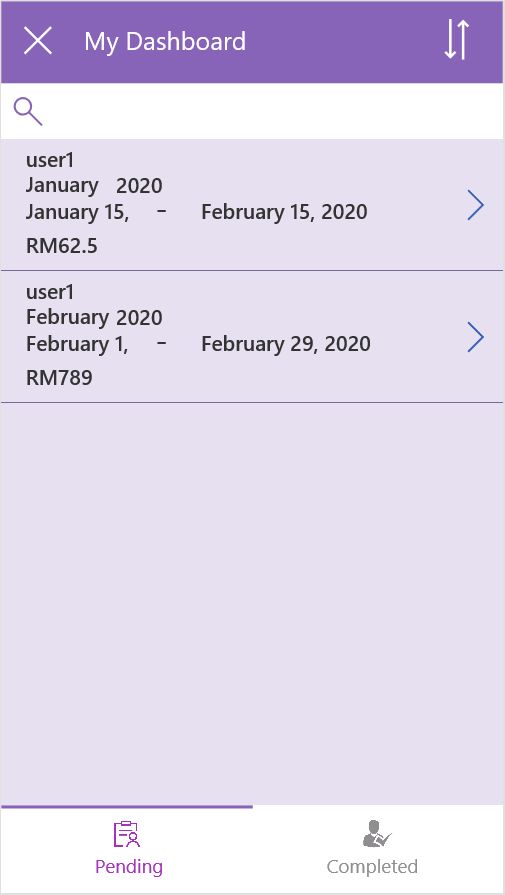 My Dashboard
user1
January 2020
January 15, - February 15, 2020
RM62.5
user1
February 2020
February 1, - February 29, 2020
RM789
Pending
Completed